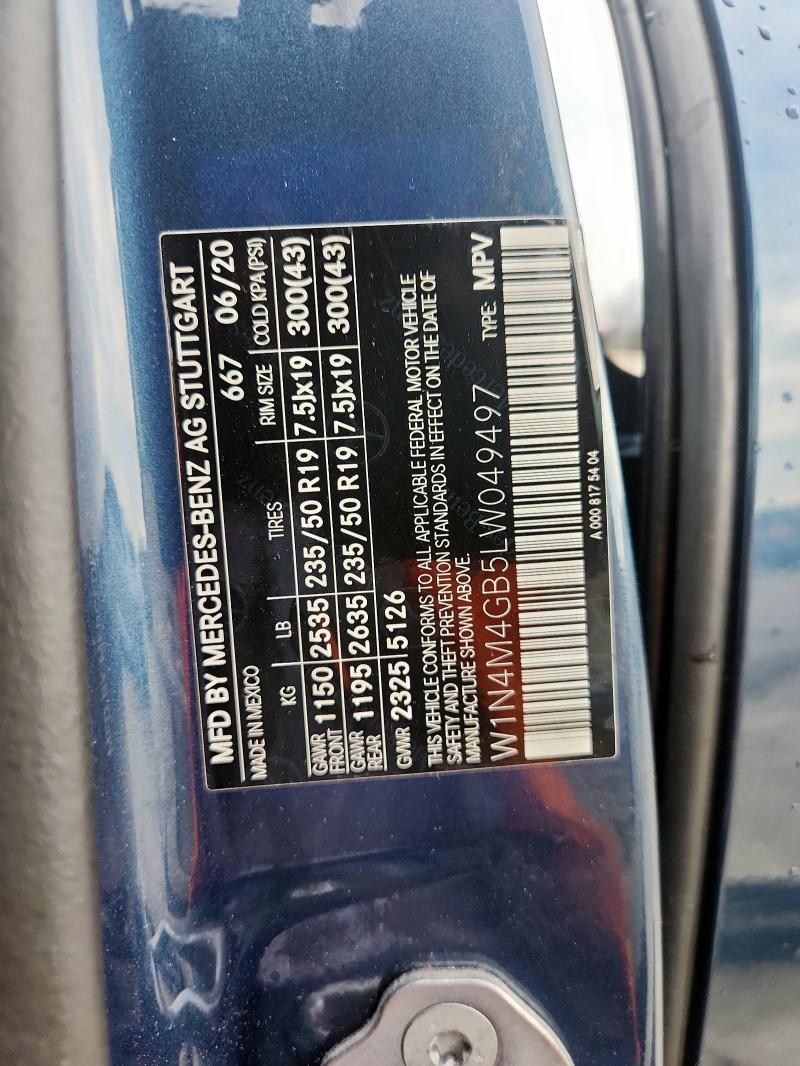 MFD BY MERCEDES-BENZ AG STUTTGART
MADE IN MEXICO 667 06/20
KG LB TIRES RIM SIZE COLD KPA(PSI)
GAWR FRONT 1150 2535 235/50 R19 7.5Jx19 300(43)
GAWR REAR 1195 2635 235/50 R19 7.5Jx19 300(43)
GVWR 2325 5126
THIS VEHICLE CONFORMS TO ALL APPLICABLE FEDERAL MOTOR VEHICLE
SAFETY AND THEFT PREVENTION STANDARDS IN EFFECT ON THE DATE OF
MANUFACTURE SHOWN ABOVE.
W1N4M4GB5LW049497 TYPE: MPV
A 000 817 54 04